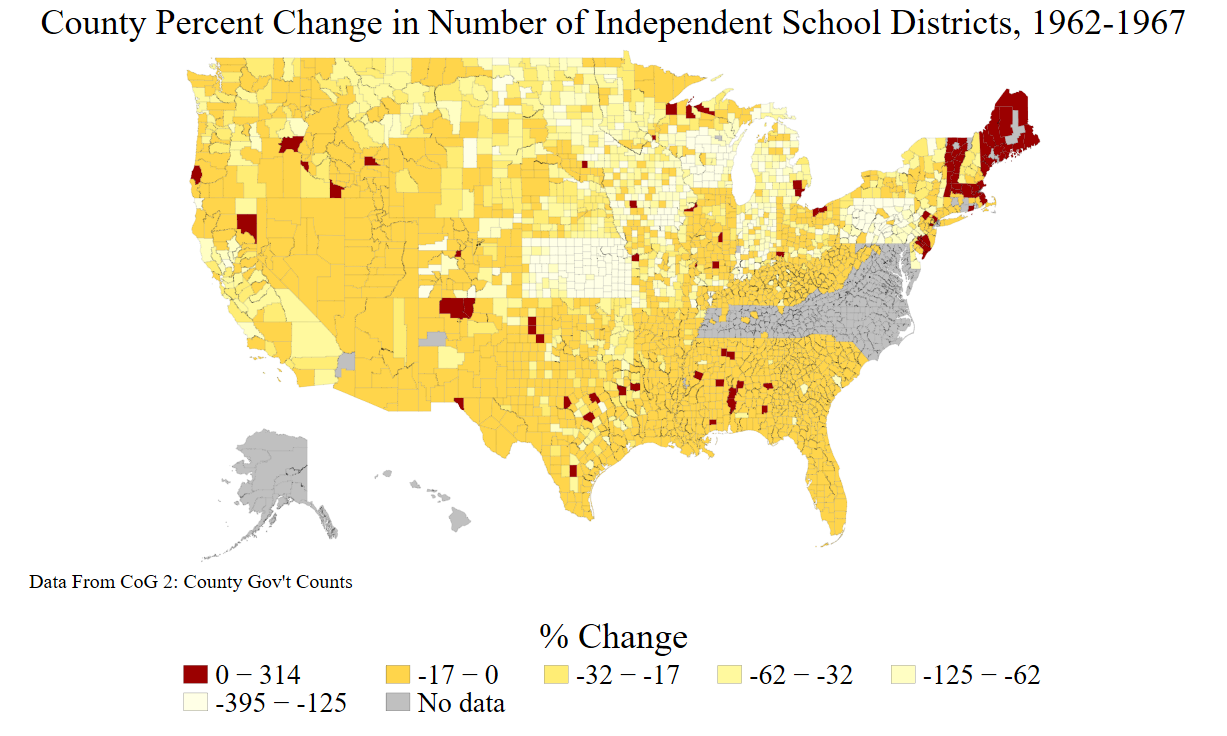 County Percent Change in Number of Independent School Districts, 1962-1967
Data From CoG 2: County Gov't Counts
% Change
0 − 314
-17 − 0
-32 − -17
-62 − -32
-125 − -62
-395 − -125
No data